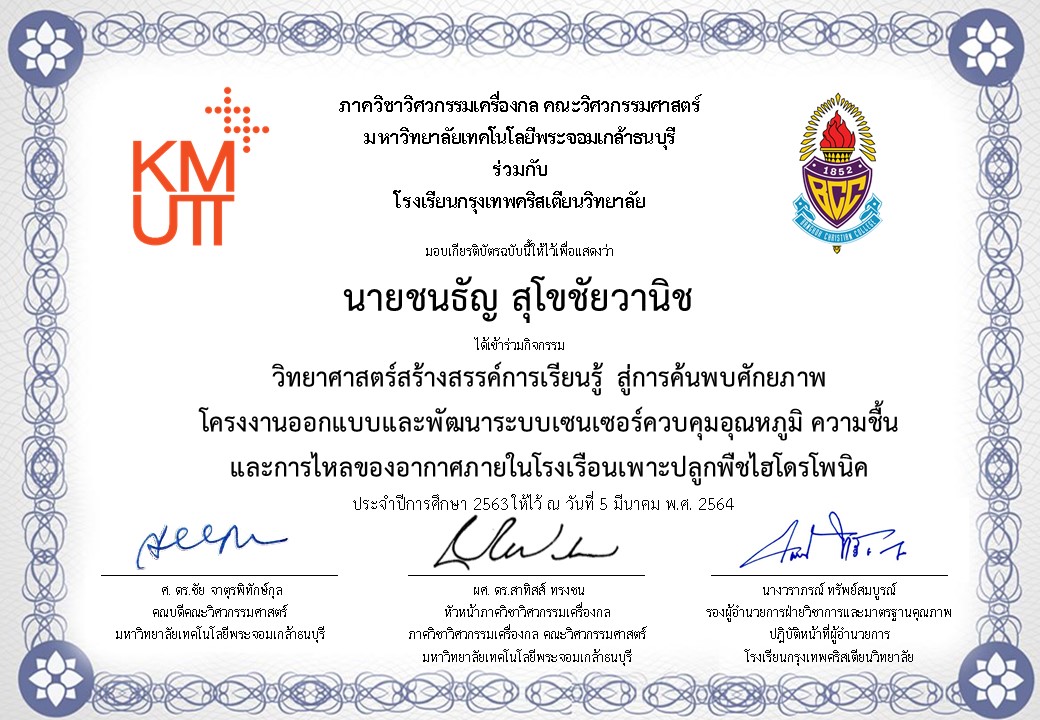 KM
UTT
ภาควิชาวิศวกรรมเครื่องกล คณะวิศวกรรมศาสตร์
มหาวิทยาลัยเทคโนโลยีพระจอมเกล้าธนบุรี
ร่วมกับ
โรงเรียนกรุงเทพคริสเตียนวิทยาลัย
1852
BCC
BANGKOK CHRISTIAN COLLEGE
มอบเกียรติบัตรฉบับนี้ให้ไว้เพื่อแสดงว่า
นายชนธัญ สุโขชัยวานิช
ได้เข้าร่วมกิจกรรม
วิทยาศาสตร์สร้างสรรค์การเรียนรู้ สู่การค้นพบศักยภาพ
โครงงานออกแบบและพัฒนาระบบเซนเซอร์ควบคุมอุณหภูมิ ความชื้น
และการไหลของอากาศภายในโรงเรือนเพาะปลูกพืชไฮโดรโพนิค
ประจำปีการศึกษา 2563 ให้ไว้ ณ วันที่ 5 มีนาคม พ.ศ. 2564
ศ. ดร.ชัย จาตุรพิทักษ์กุล
คณบดีคณะวิศวกรรมศาสตร์
มหาวิทยาลัยเทคโนโลยีพระจอมเกล้าธนบุรี
ผศ. ดร.สาทิสส์ ทรงชน
หัวหน้าภาควิชาวิศวกรรมเครื่องกล
ภาควิชาวิศวกรรมเครื่องกล คณะวิศวกรรมศาสตร์
มหาวิทยาลัยเทคโนโลยีพระจอมเกล้าธนบุรี
นางวราภรณ์ ทรัพย์สมบูรณ์
รองผู้อำนวยการฝ่ายวิชาการและมาตรฐานคุณภาพ
ปฏิบัติหน้าที่ผู้อำนวยการ
โรงเรียนกรุงเทพคริสเตียนวิทยาลัย